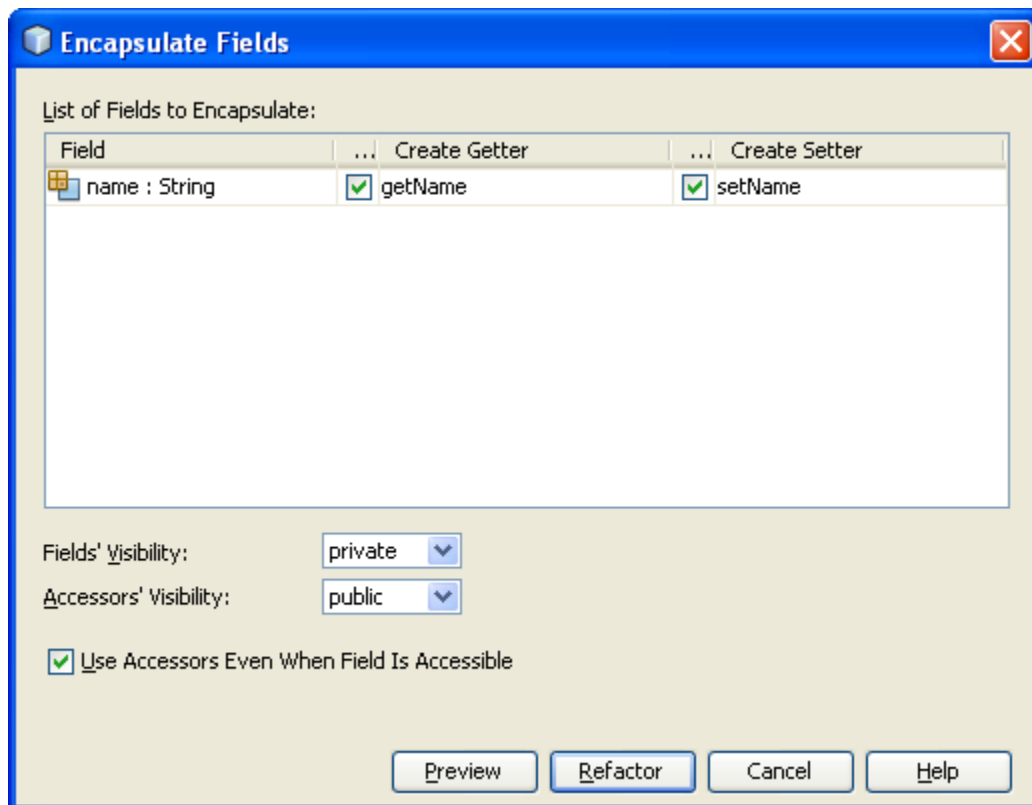 Encapsulate Fields
List of Fields to Encapsulate:
Field ... Create Getter ... Create Setter
name : String getName setName
Fields' Visibility: private
Accessors' Visibility: public
Use Accessors Even When Field Is Accessible
Preview Refactor Cancel Help